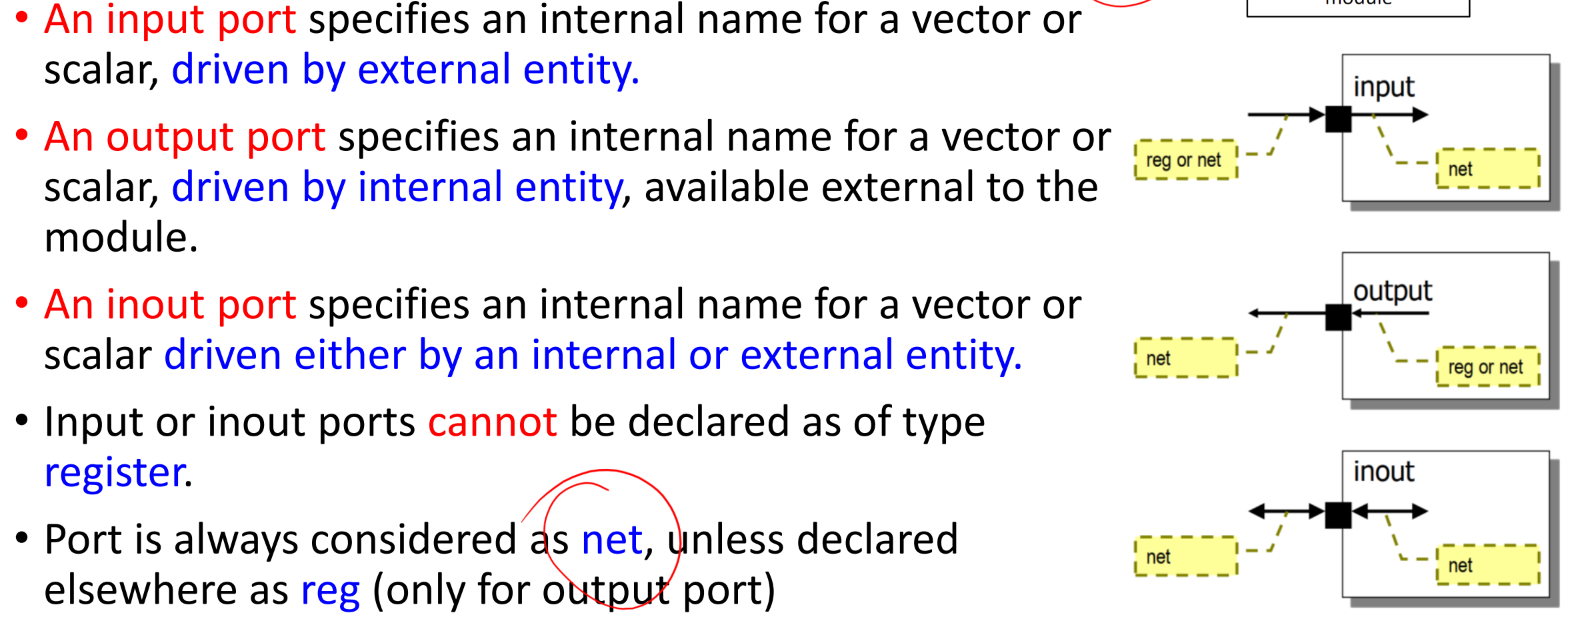 module
• An input port specifies an internal name for a vector or
scalar, driven by external entity.
• An output port specifies an internal name for a vector or
scalar, driven by internal entity, available external to the
module.
• An inout port specifies an internal name for a vector or
scalar driven either by an internal or external entity.
• Input or inout ports cannot be declared as of type
register.
• Port is always considered as net, unless declared
elsewhere as reg (only for output port)
input
reg or net
net
output
net
reg or net
inout
net
net